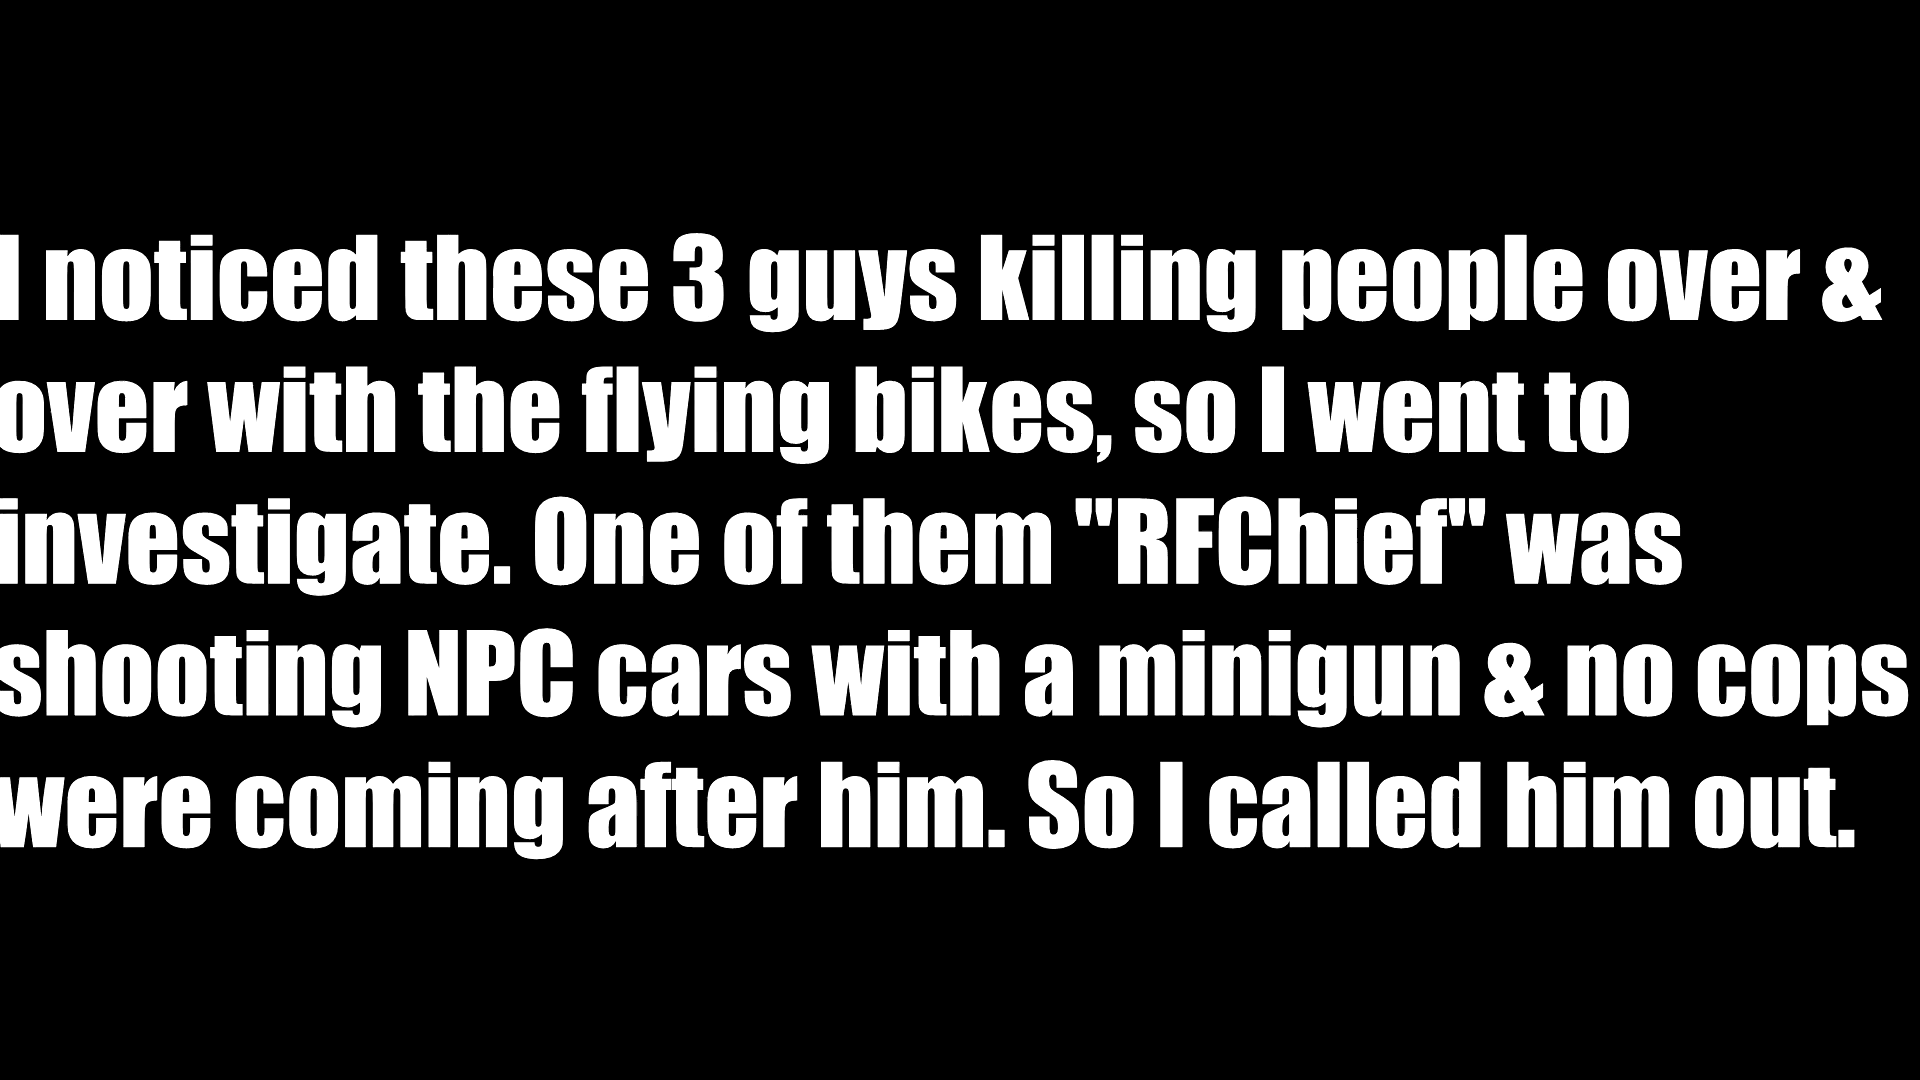 I noticed these 3 guys killing people over &
over with the flying bikes, so I went to
investigate. One of them "RFChief" was
shooting NPC cars with a minigun & no cops
were coming after him. So I called him out.